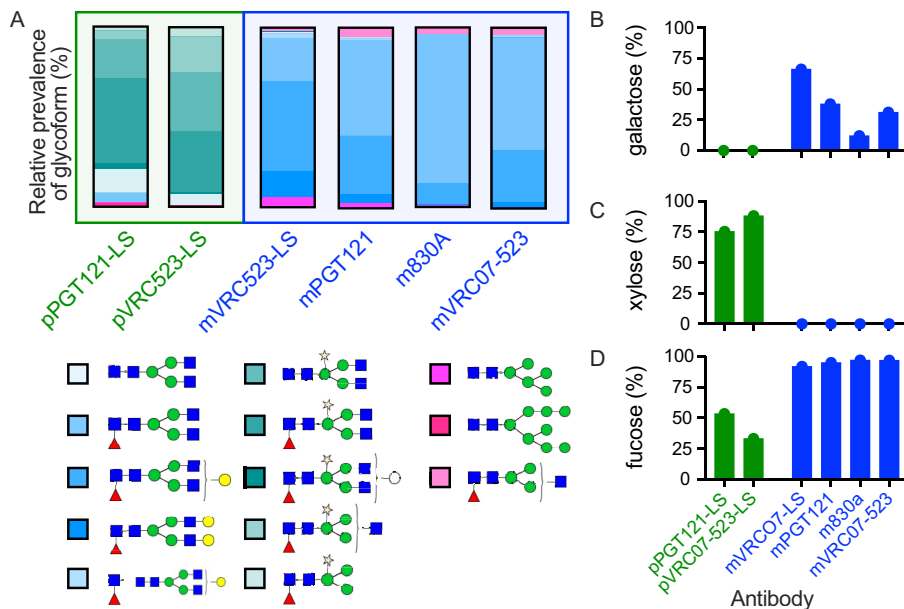 A
Relative prevalence
of glycoform (%)
pPGT121-LS
pVRC523-LS
mVRC523-LS
mPGT121
m830A
mVRC07-523
B
galactose (%)
100
75
50
25
0
C
xylose (%)
100
75
50
25
0
D
fucose (%)
100
75
50
25
0
pPGT121-LS
pVRC07-523-LS
mVRCO7-LS
mPGT121
m830a
mVRC07-523
Antibody